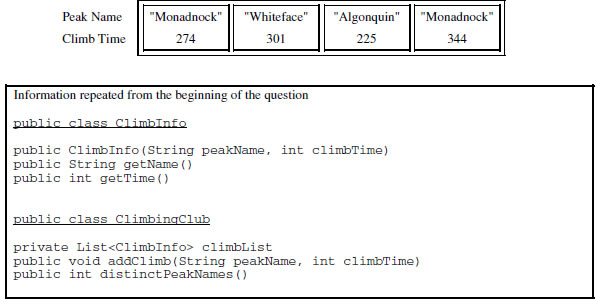 Peak Name "Monadnock" "Whiteface" "Algonquin" "Monadnock"
Climb Time 274 301 225 344
Information repeated from the beginning of the question
public class ClimbInfo
public ClimbInfo(String peakName, int climbTime)
public String getName()
public int getTime()
public class ClimbingClub
private List<ClimbInfo> climbList
public void addClimb(String peakName, int climbTime)
public int distinctPeakNames()